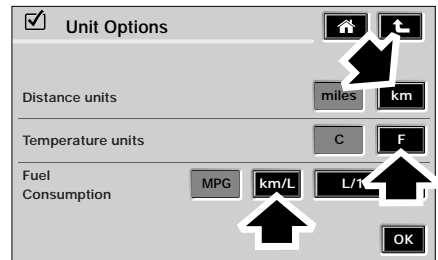 Unit Options
Distance units miles km
Temperature units C F
Fuel
Consumption MPG km/L
OK